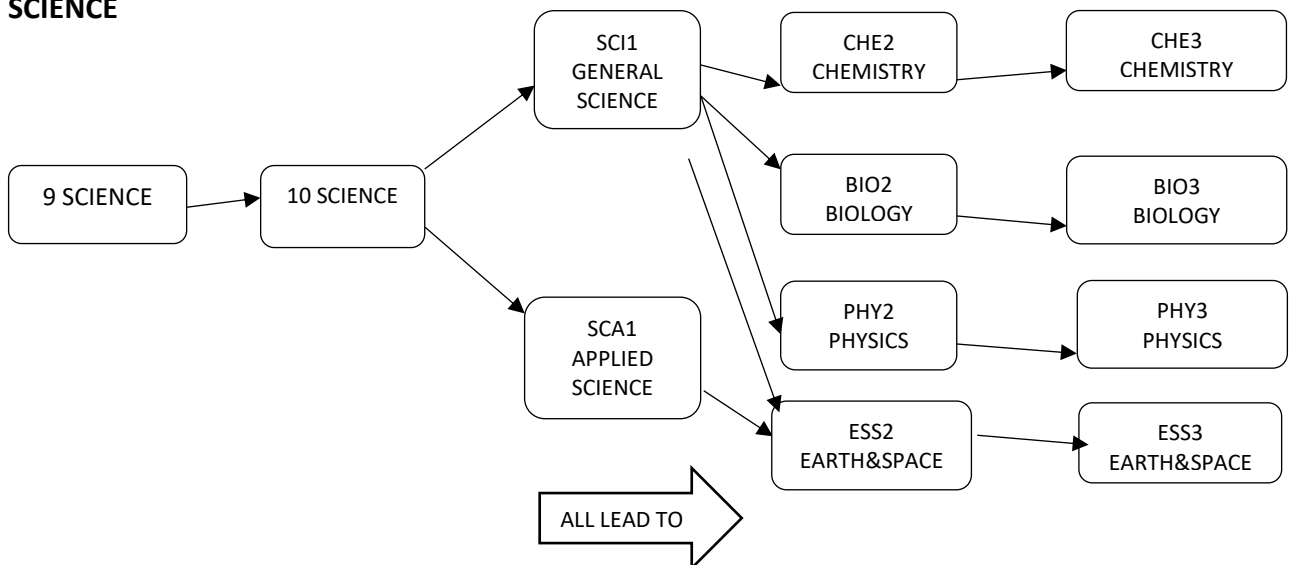 SCIENCE
9 SCIENCE
10 SCIENCE
SCI1
GENERAL
SCIENCE
SCA1
APPLIED
SCIENCE
CHE2
CHEMISTRY
CHE3
CHEMISTRY
BIO2
BIOLOGY
BIO3
BIOLOGY
PHY2
PHYSICS
PHY3
PHYSICS
ESS2
EARTH&SPACE
ESS3
EARTH&SPACE
ALL LEAD TO